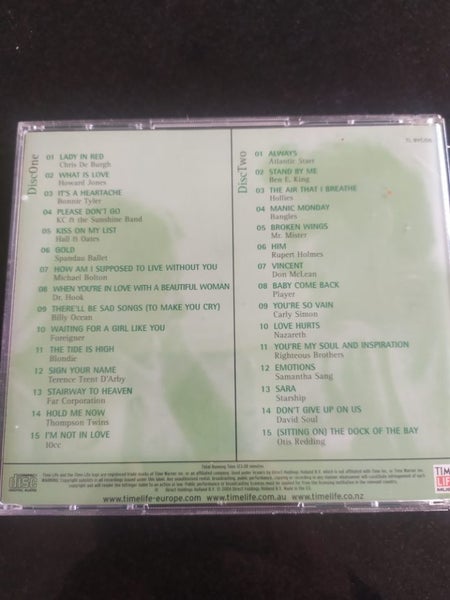 TL BYC/08
DiscOne
01 LADY IN RED
Chris De Burgh
02 WHAT IS LOVE
Howard Jones
03 IT'S A HEARTACHE
Bonnie Tyler
04 PLEASE DON'T GO
KC & the Sunshine Band
05 KISS ON MY LIST
Hall & Oates
06 GOLD
Spandau Ballet
07 HOW AM I SUPPOSED TO LIVE WITHOUT YOU
Michael Bolton
08 WHEN YOU'RE IN LOVE WITH A BEAUTIFUL WOMAN
Dr. Hook
09 THERE'LL BE SAD SONGS (TO MAKE YOU CRY)
Billy Ocean
10 WAITING FOR A GIRL LIKE YOU
Foreigner
11 THE TIDE IS HIGH
Blondie
12 SIGN YOUR NAME
Terence Trent D'Arby
13 STAIRWAY TO HEAVEN
Far Corporation
14 HOLD ME NOW
Thompson Twins
15 I'M NOT IN LOVE
10cc
DiscTwo
01 ALWAYS
Atlantic Starr
02 STAND BY ME
Ben E. King
03 THE AIR THAT I BREATHE
Hollies
04 MANIC MONDAY
Bangles
05 BROKEN WINGS
Mr. Mister
06 HIM
Rupert Holmes
07 VINCENT
Don McLean
08 BABY COME BACK
Player
09 YOU'RE SO VAIN
Carly Simon
10 LOVE HURTS
Nazareth
11 YOU'RE MY SOUL AND INSPIRATION
Righteous Brothers
12 EMOTIONS
Samantha Sang
13 SARA
Starship
14 DON'T GIVE UP ON US
David Soul
15 (SITTING ON) THE DOCK OF THE BAY
Otis Redding
COMPACT
disc
DIGITAL AUDIO
www.timelife-europe.com www.timelife.com.au www.timelife.co.nz
TIME
LIFE
MUSIC